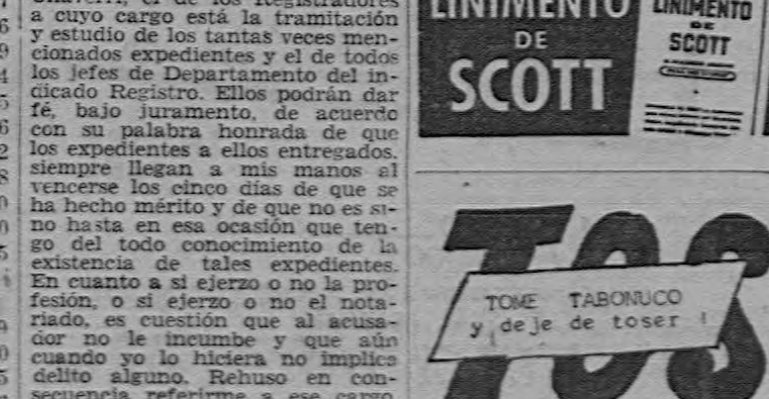 a cuyo cargo está la tramitación
y estudio de los tantas veces men-
cionados expedientes y el de todos
los jefes de Departamento del in-
dicado Registro. Ellos podrán dar
fé, bajo juramento, de acuerdo
con su palabra honrada de que
los expedientes a ellos entregados.
siempre llegan a mis manos al
vencerse los cinco días de que se
ha hecho mérito y de que no es si-
no hasta en esa ocasión que ten-
go del todo conocimiento de la
existencia de tales expedientes.
En cuanto a si ejerzo o no la pro-
fesión, o si ejerzo o no el nota-
riado, es cuestión que al acusa-
dor no le incumbe y que aún
cuando yo lo hiciera no implica
delito alguno. Rehuso en con-
secuencia referirme a ese cargo.
LINIMENTO
DE
SCOTT
LINIMENTO
DE
SCOTT
TOS
TOME TABONUCO
y deje de toser !